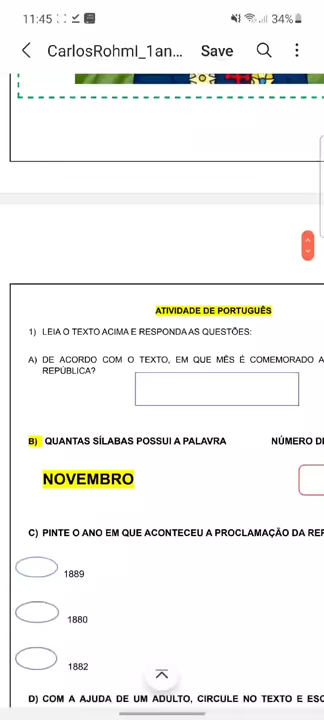 11:45
34%
CarlosRohmI_1an... Save
ATIVIDADE DE PORTUGUÊS
1) LEIA O TEXTO ACIMA E RESPONDA AS QUESTÕES:
A) DE ACORDO COM O TEXTO, EM QUE MÊS É COMEMORADO A
REPÚBLICA?
B) QUANTAS SÍLABAS POSSUI A PALAVRA NÚMERO DE
NOVEMBRO
C) PINTE O ANO EM QUE ACONTECEU A PROCLAMAÇÃO DA REP
1889
1880
1882
D) COM A AJUDA DE UM ADULTO, CIRCULE NO TEXTO E ESC